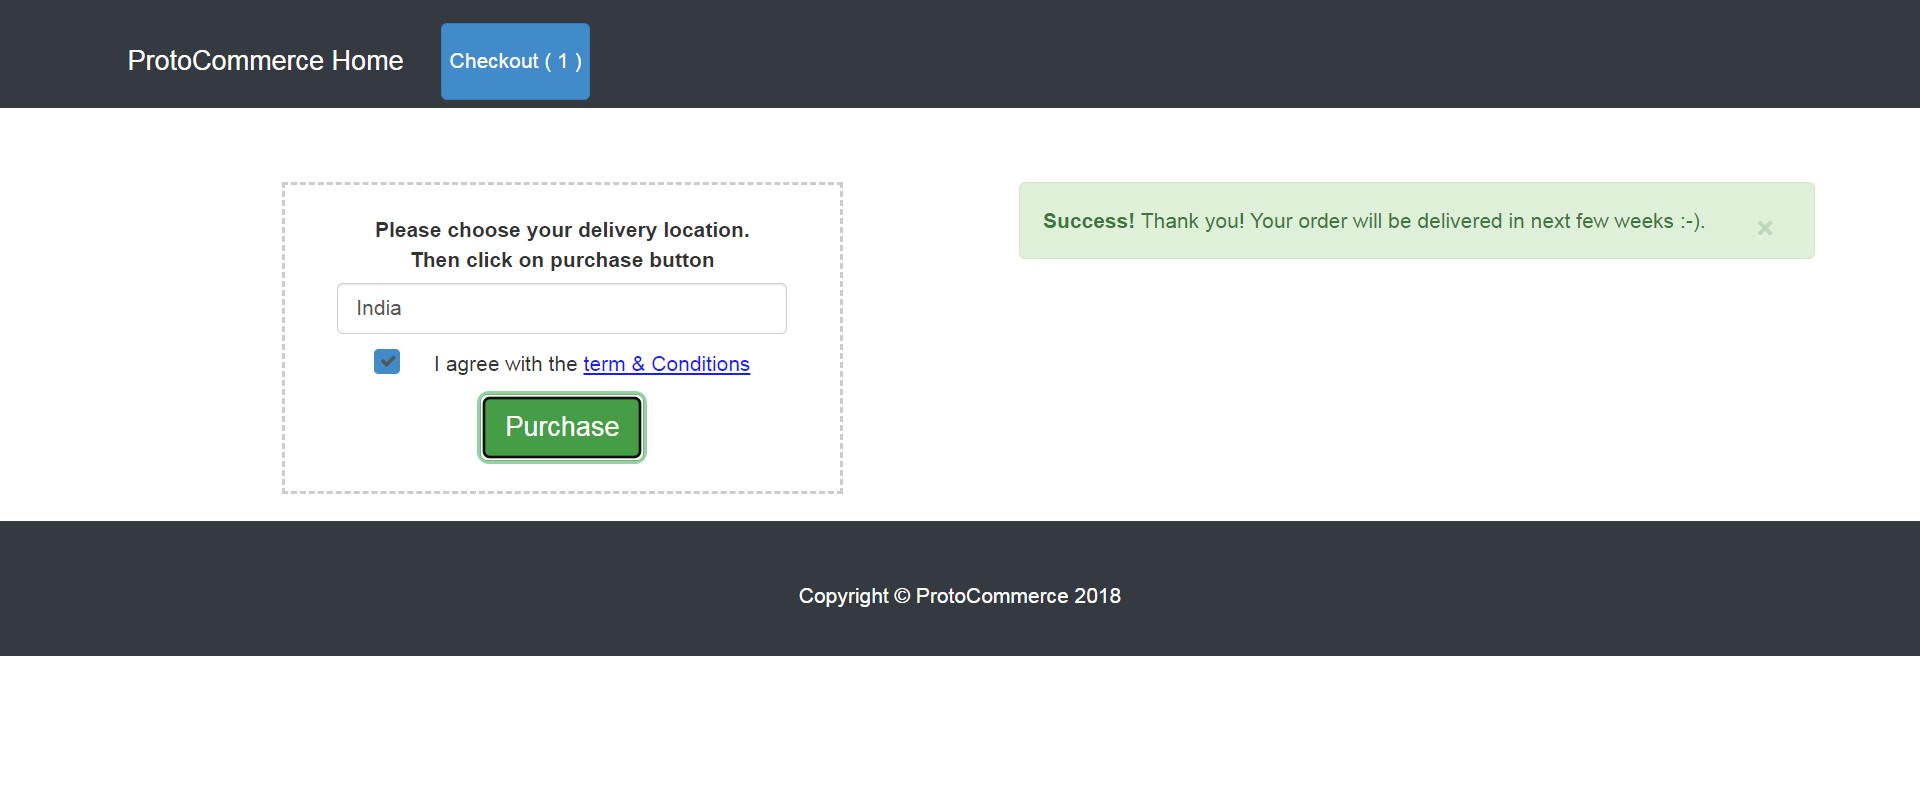 ProtoCommerce Home
Checkout ( 1 )
Please choose your delivery location.
Then click on purchase button
India
I agree with the term & Conditions
Purchase
Success! Thank you! Your order will be delivered in next few weeks :-).
×
Copyright © ProtoCommerce 2018